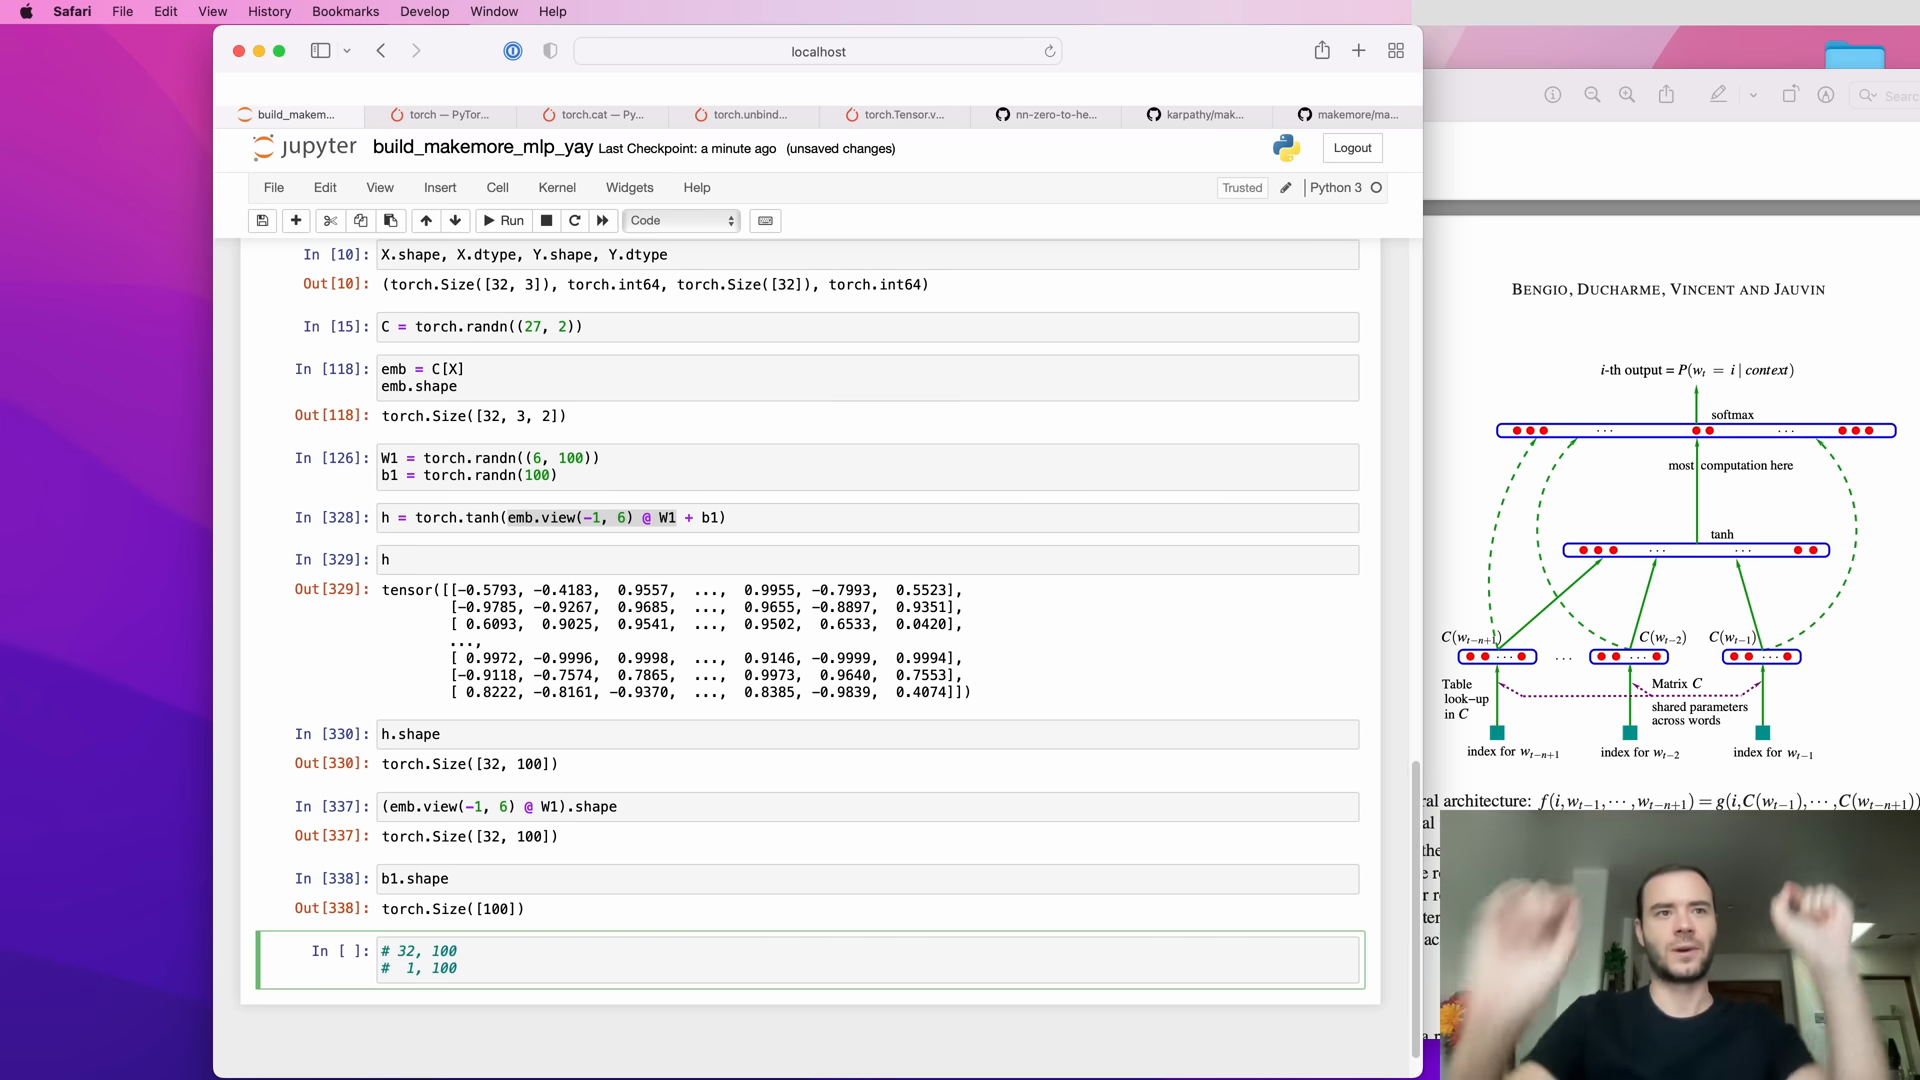 Safari File Edit View History Bookmarks Develop Window Help
localhost
build_makem... torch — PyTor... torch.cat — Py... torch.unbind... torch.Tensor.v... nn-zero-to-he... karpathy/mak... makemore/ma...
jupyter build_makemore_mlp_yay Last Checkpoint: a minute ago (unsaved changes) Logout
File Edit View Insert Cell Kernel Widgets Help Trusted Python 3
Run Code
In [10]: X.shape, X.dtype, Y.shape, Y.dtype
Out[10]: (torch.Size([32, 3]), torch.int64, torch.Size([32]), torch.int64)
In [15]: C = torch.randn((27, 2))
In [118]: emb = C[X]
emb.shape
Out[118]: torch.Size([32, 3, 2])
In [126]: W1 = torch.randn((6, 100))
b1 = torch.randn(100)
In [328]: h = torch.tanh(emb.view(-1, 6) @ W1 + b1)
In [329]: h
Out[329]: tensor([[-0.5793, -0.4183,  0.9557,  ...,  0.9955, -0.7993,  0.5523],
[-0.9785, -0.9267,  0.9685,  ...,  0.9655, -0.8897,  0.9351],
[ 0.6093,  0.9025,  0.9541,  ...,  0.9502,  0.6533,  0.0420],
...,
[ 0.9972, -0.9996,  0.9998,  ...,  0.9146, -0.9999,  0.9994],
[-0.9118, -0.7574,  0.7865,  ...,  0.9973,  0.9640,  0.7553],
[ 0.8222, -0.8161, -0.9370,  ...,  0.8385, -0.9839,  0.4074]])
In [330]: h.shape
Out[330]: torch.Size([32, 100])
In [337]: (emb.view(-1, 6) @ W1).shape
Out[337]: torch.Size([32, 100])
In [338]: b1.shape
Out[338]: torch.Size([100])
In [ ]: # 32, 100
#  1, 100
Search
BENGIO, DUCHARME, VINCENT AND JAUVIN
i-th output = P(w_t = i | context)
softmax
... ...
most computation here
tanh
... ...
C(w_{t−n+1}) C(w_{t−2}) C(w_{t−1})
... ... ... ...
Table
look−up
in C
Matrix C
shared parameters
across words
index for w_{t−n+1} index for w_{t−2} index for w_{t−1}
ral architecture: f(i, w_{t−1}, ⋯, w_{t−n+1}) = g(i, C(w_{t−1}), ⋯, C(w_{t−n+1}))